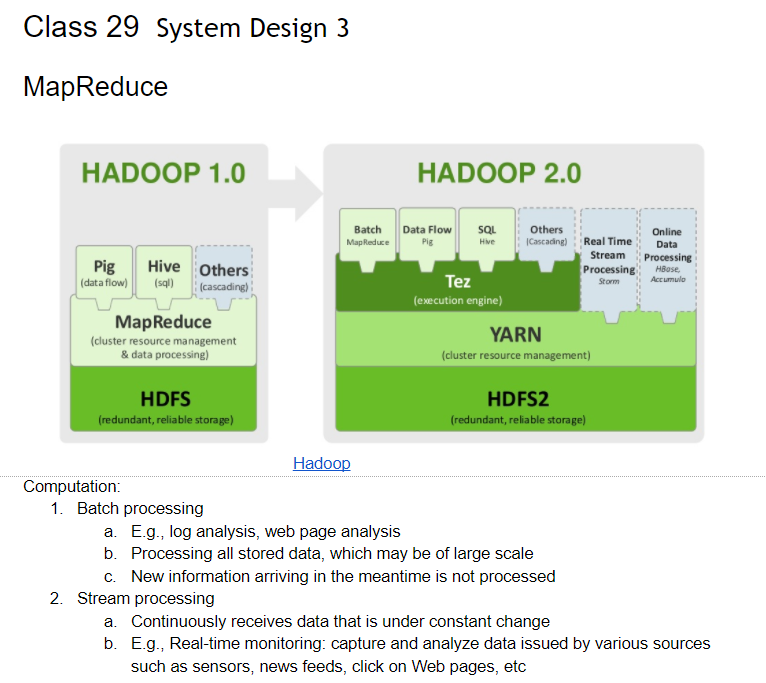 Class 29 System Design 3
MapReduce
HADOOP 1.0
Pig
(data flow)
Hive
(sql)
Others
(cascading)
MapReduce
(cluster resource management
& data processing)
HDFS
(redundant, reliable storage)
HADOOP 2.0
Batch
MapReduce
Data Flow
Pig
SQL
Hive
Others
(Cascading)
Real Time
Stream
Processing
Storm
Online
Data
Processing
HBase,
Accumulo
Tez
(execution engine)
YARN
(cluster resource management)
HDFS2
(redundant, reliable storage)
Hadoop
Computation:
1. Batch processing
a. E.g., log analysis, web page analysis
b. Processing all stored data, which may be of large scale
c. New information arriving in the meantime is not processed
2. Stream processing
a. Continuously receives data that is under constant change
b. E.g., Real-time monitoring: capture and analyze data issued by various sources
such as sensors, news feeds, click on Web pages, etc